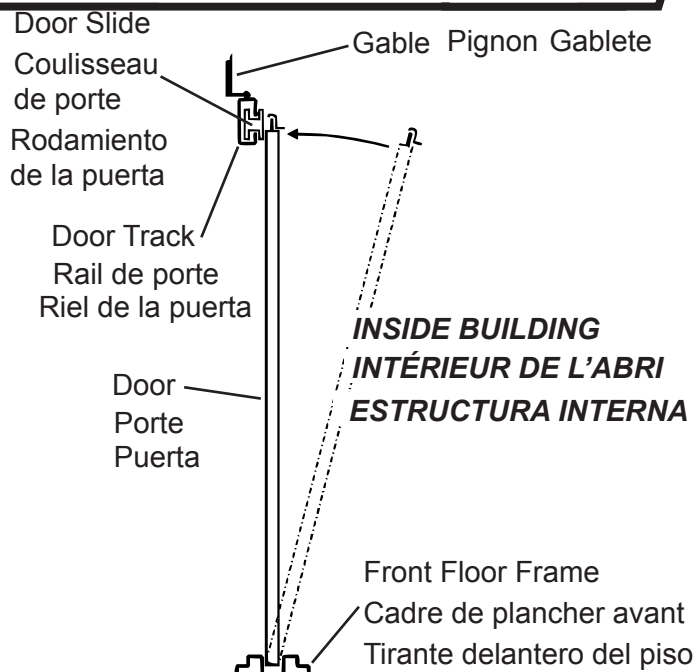 Door Slide
Coulisseau
de porte
Rodamiento
de la puerta
Gable Pignon Gablete
Door Track
Rail de porte
Riel de la puerta
INSIDE BUILDING
INTÉRIEUR DE L’ABRI
ESTRUCTURA INTERNA
Door
Porte
Puerta
Front Floor Frame
Cadre de plancher avant
Tirante delantero del piso